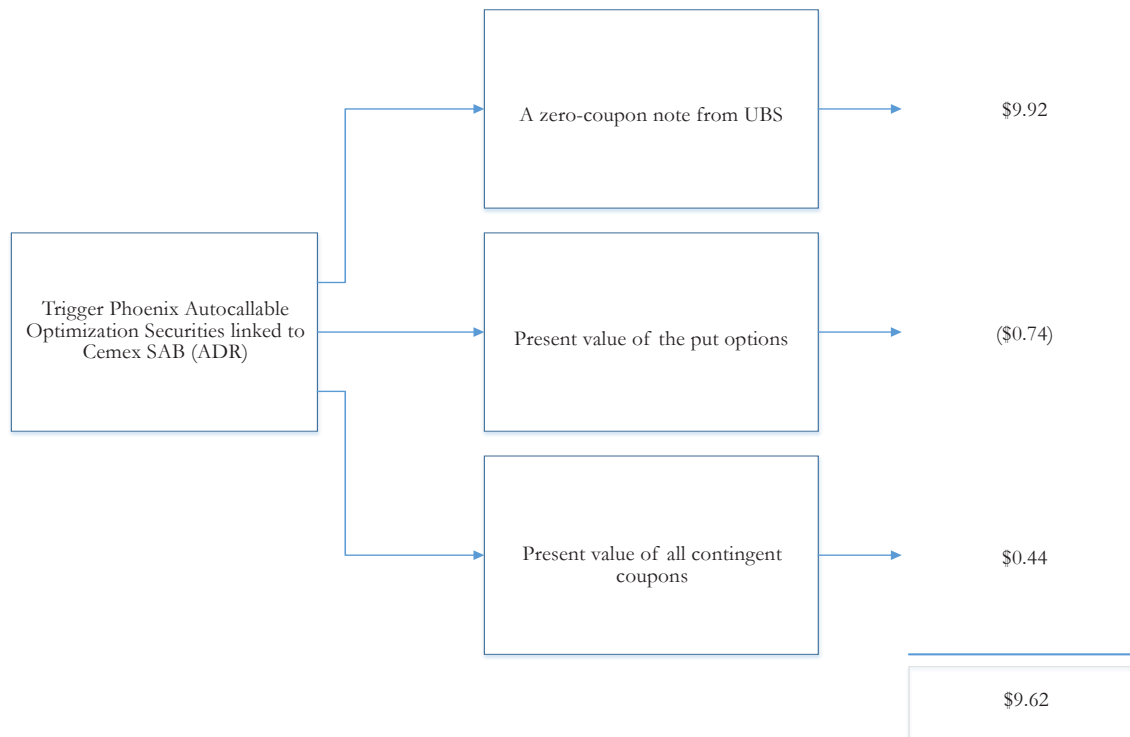 A zero-coupon note from UBS
$9.92
Trigger Phoenix Autocallable
Optimization Securities linked to
Cemex SAB (ADR)
Present value of the put options
($0.74)
Present value of all contingent
coupons
$0.44
$9.62